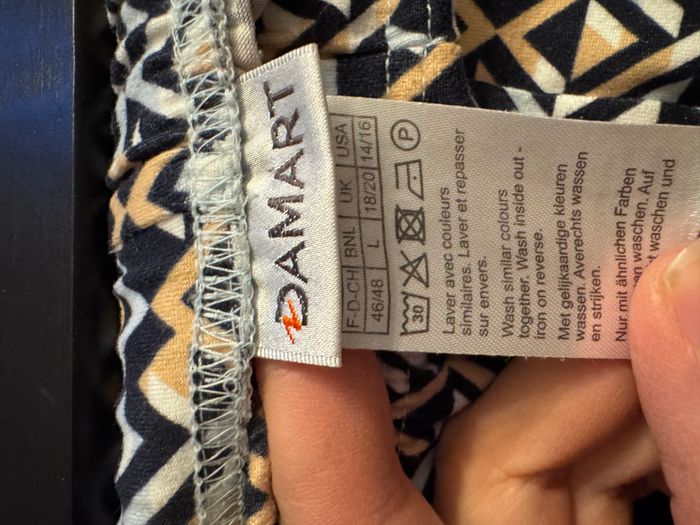 DAMART
F-D-CH BNL UK USA
46/48 L 18/20 14/16
30 P
Laver avec couleurs
similaires. Laver et repasser
sur envers.
Wash similar colours
together. Wash inside out -
iron on reverse.
Met gelijkaardige kleuren
wassen. Averechts wassen
en strijken.
Nur mit ähnlichen Farben
waschen. Auf
waschen und